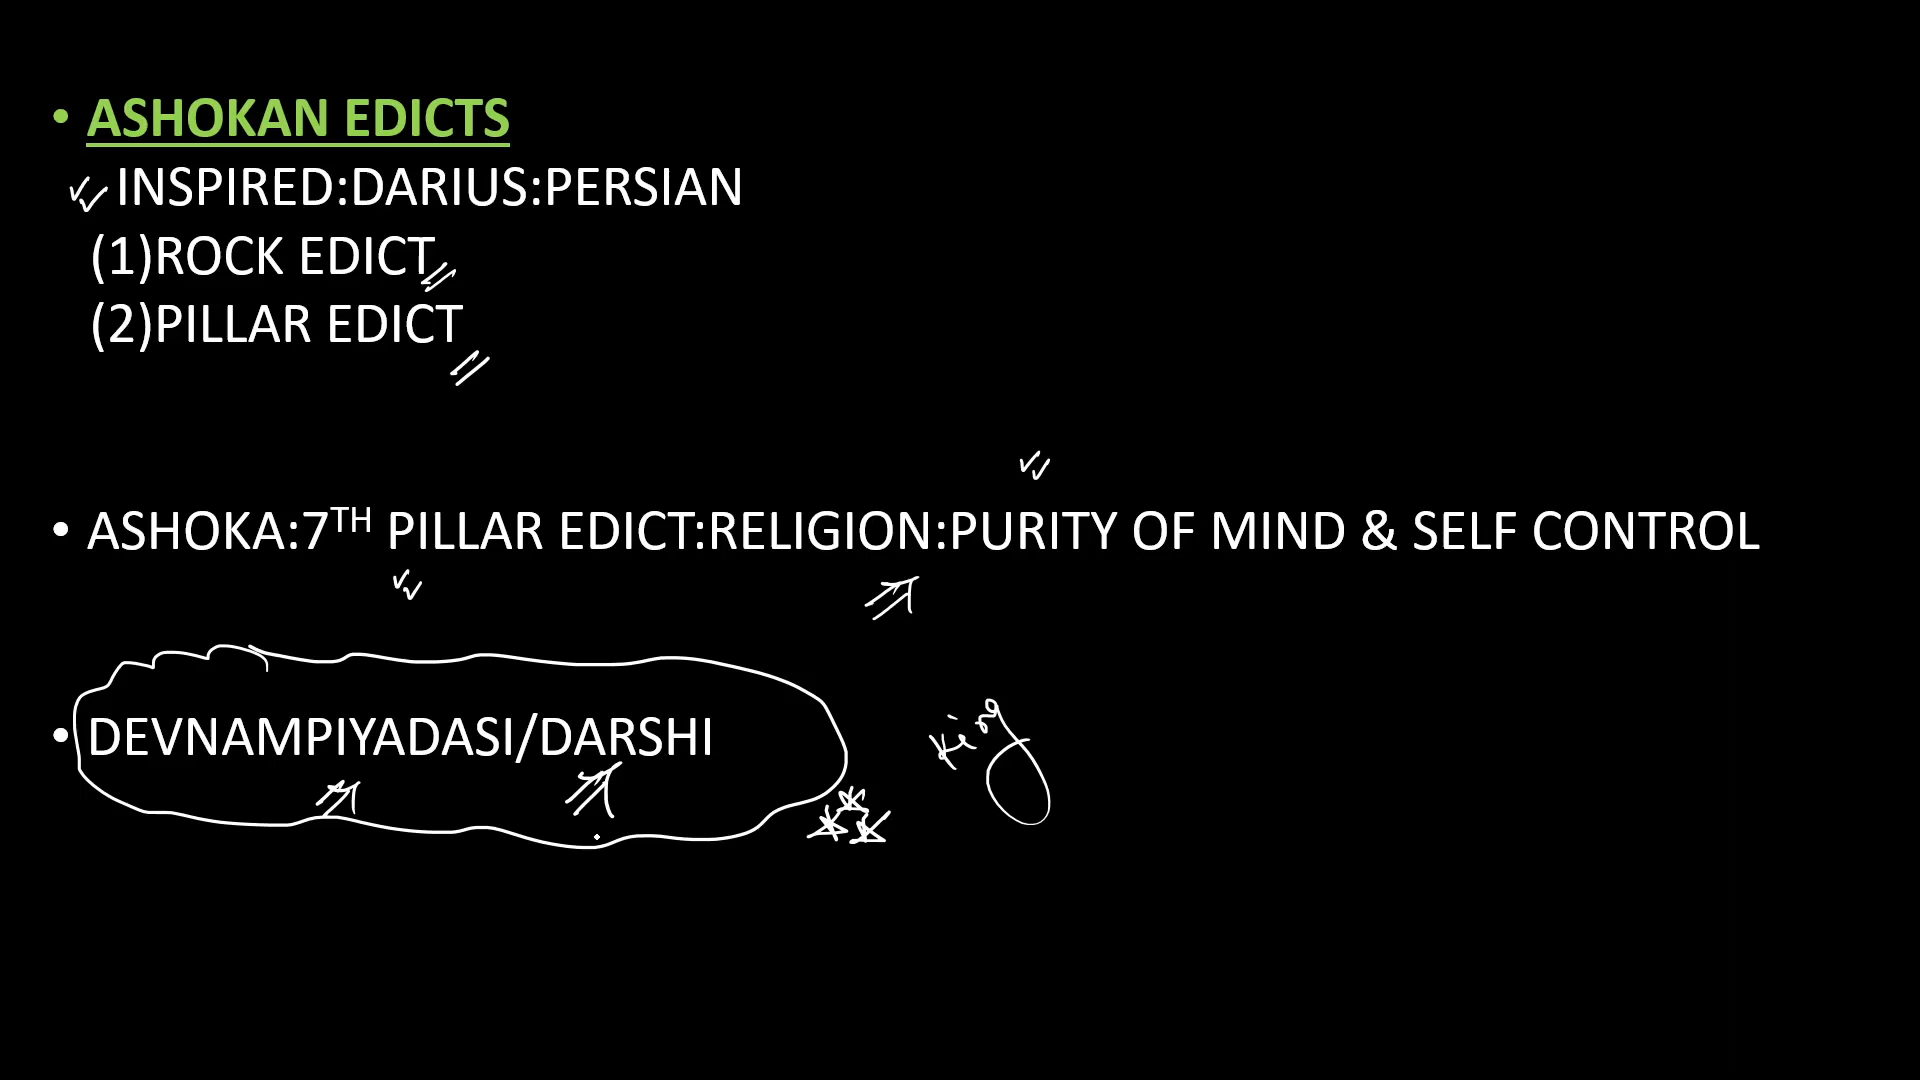 • ASHOKAN EDICTS
INSPIRED:DARIUS:PERSIAN
(1)ROCK EDICT
(2)PILLAR EDICT
• ASHOKA:7TH PILLAR EDICT:RELIGION:PURITY OF MIND & SELF CONTROL
• DEVNAMPIYADASI/DARSHI
King